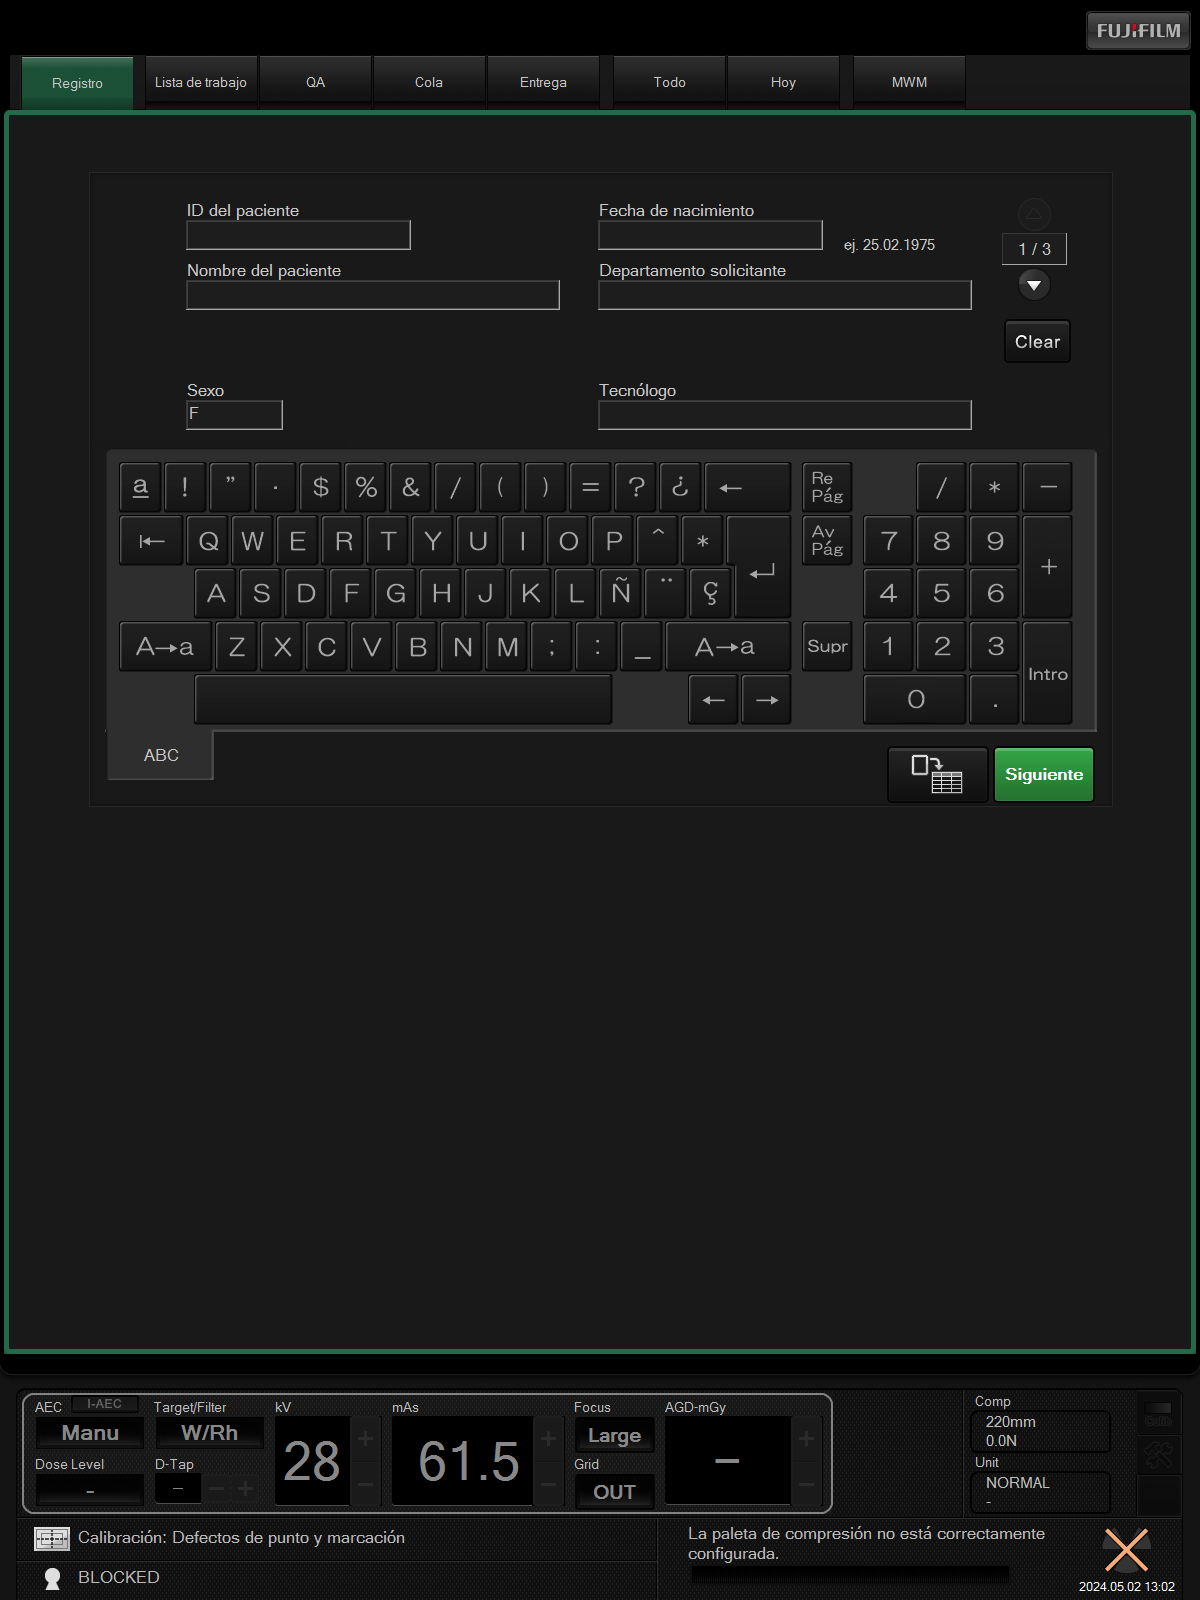 FUJIFILM
Registro Lista de trabajo QA Cola Entrega Todo Hoy MWM
ID del paciente Fecha de nacimiento
ej. 25.02.1975 1 / 3
Nombre del paciente Departamento solicitante
Clear
Sexo Tecnólogo
F
a ! " · $ % & / ( ) = ? ¿ ← Re Pág / * −
⇤ Q W E R T Y U I O P ^ * Av Pág 7 8 9 +
A S D F G H J K L Ñ ¨ Ç ↵ 4 5 6
A→a Z X C V B N M ; : _ A→a Supr 1 2 3 Intro
← → 0 .
ABC
Siguiente
AEC I-AEC Target/Filter kV mAs Focus AGD-mGy Comp
Manu W/Rh 28 + 61.5 + Large − + 220mm
0.0N
Dose Level D-Tap Grid Unit
- − − + − − OUT − NORMAL
-
Calibración: Defectos de punto y marcación
La paleta de compresión no está correctamente
configurada.
BLOCKED
2024.05.02 13:02